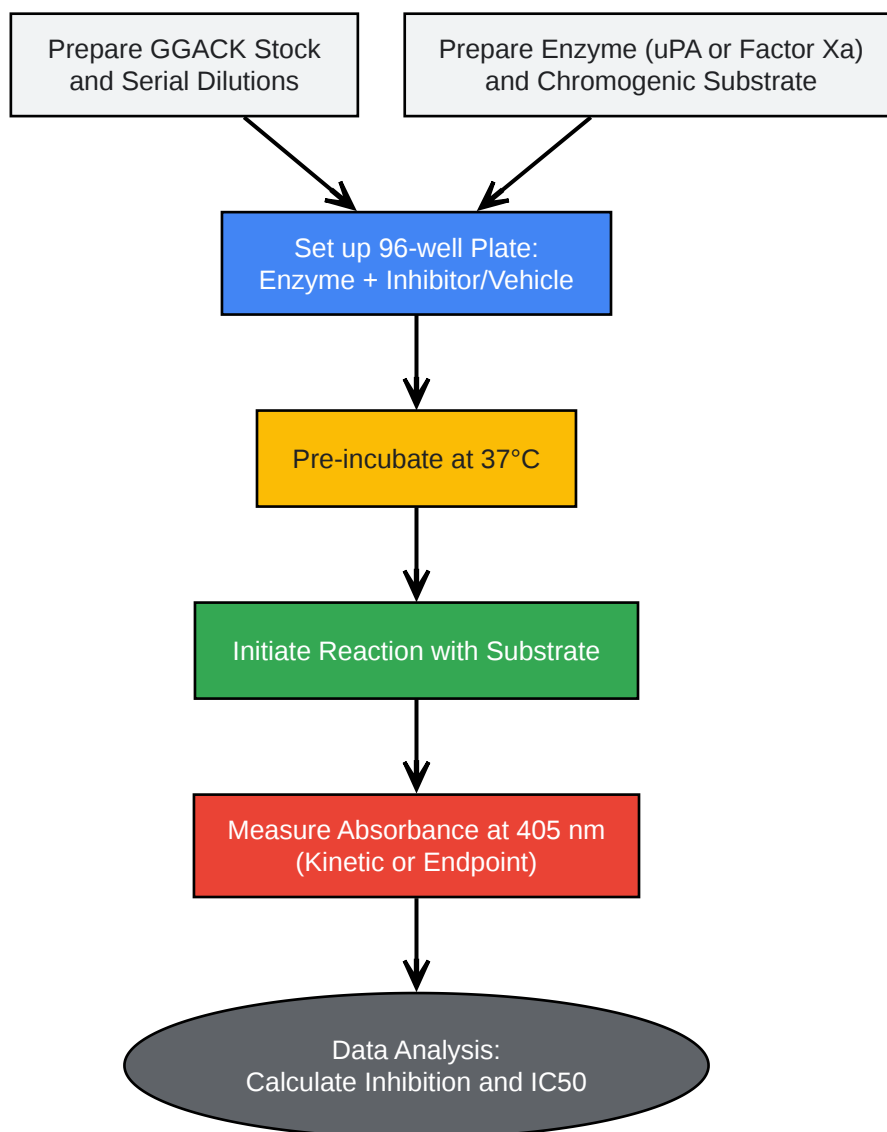 Prepare GGACK Stock
and Serial Dilutions
Prepare Enzyme (uPA or Factor Xa)
and Chromogenic Substrate
Set up 96-well Plate:
Enzyme + Inhibitor/Vehicle
Pre-incubate at 37°C
Initiate Reaction with Substrate
Measure Absorbance at 405 nm
(Kinetic or Endpoint)
Data Analysis:
Calculate Inhibition and IC50